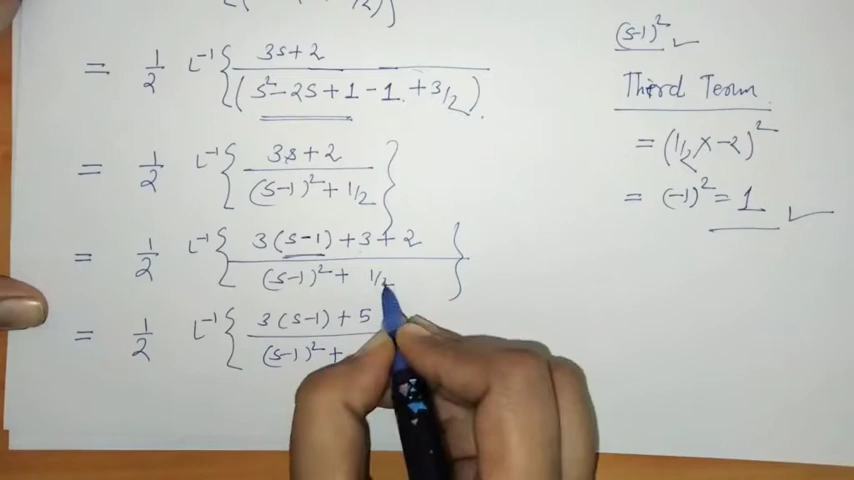 = 1/2 L⁻¹{ 3s+2 / (s²-2s+1-1+3/2)
= 1/2 L⁻¹{ 3s+2 / (s-1)²+1/2 }
= 1/2 L⁻¹{ 3(s-1)+3+2 / (s-1)²+1/2 }
= 1/2 L⁻¹{ 3(s-1)+5 / (s-1)²+
(s-1)² ✓
Third Term
= (1/2 × -2)²
= (-1)² = 1 ✓